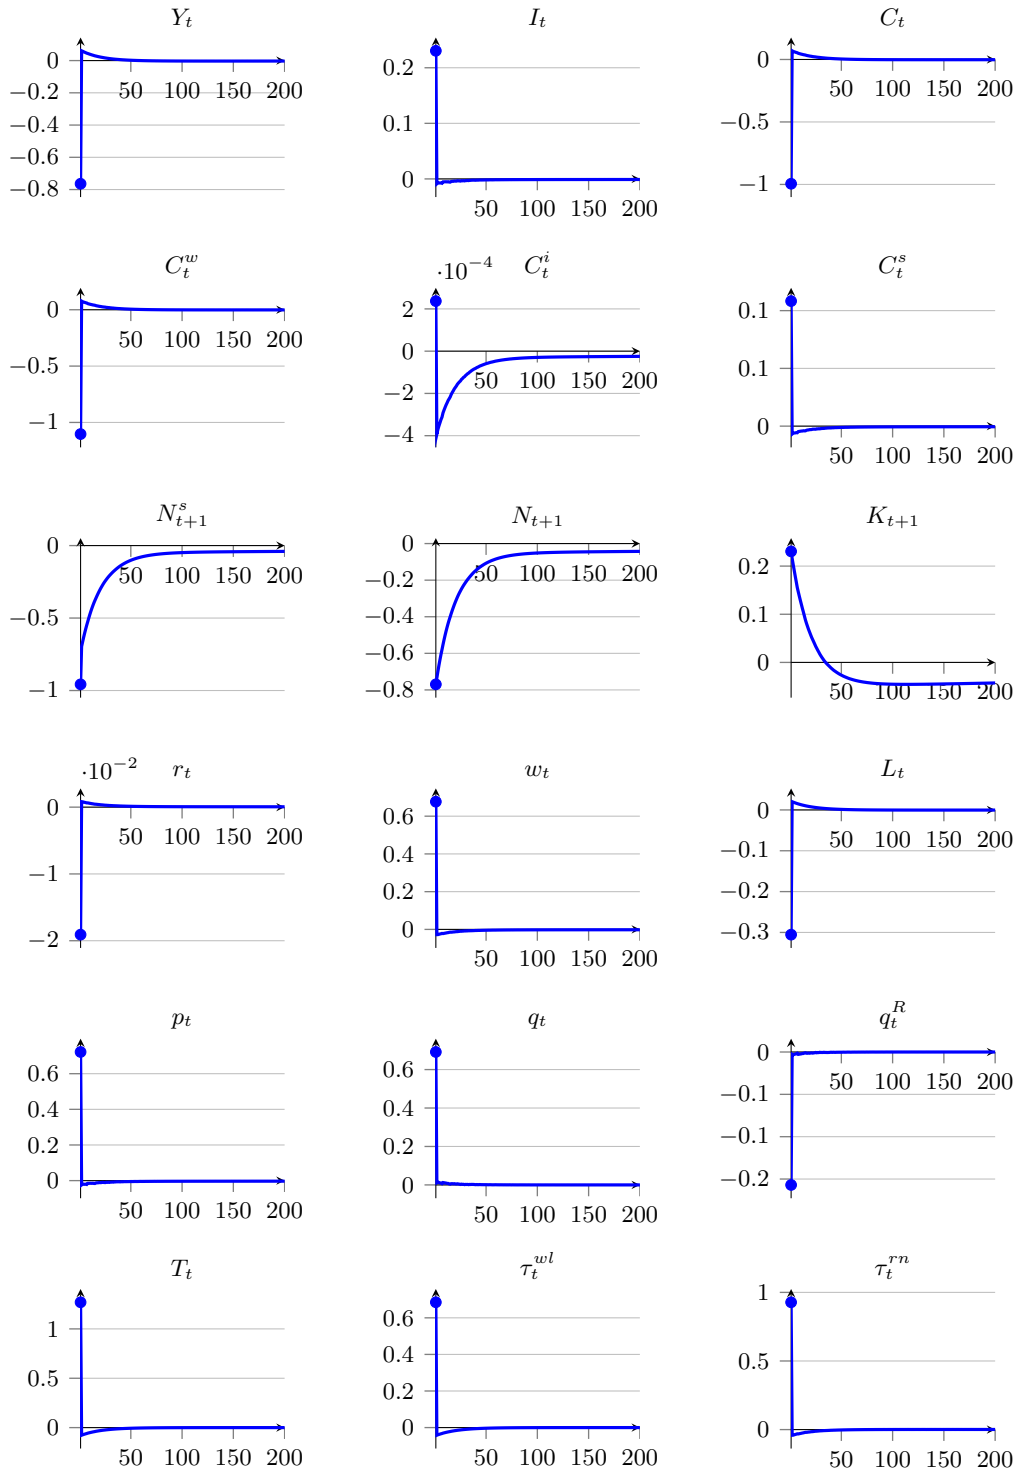 Y_t I_t C_t
0 −0.2 −0.4 −0.6 −0.8 50 100 150 200
0.2 0.1 0 50 100 150 200
0 −0.5 −1 50 100 150 200
C_t^w ·10^−4 C_t^i C_t^s
0 −0.5 −1 50 100 150 200
2 0 −2 −4 50 100 150 200
0.1 0.1 0 50 100 150 200
N_{t+1}^s N_{t+1} K_{t+1}
0 −0.5 −1 50 100 150 200
0 −0.2 −0.4 −0.6 −0.8 50 100 150 200
0.2 0.1 0 50 100 150 200
·10^−2 r_t w_t L_t
0 −1 −2 50 100 150 200
0.6 0.4 0.2 0 50 100 150 200
0 −0.1 −0.2 −0.3 50 100 150 200
p_t q_t q_t^R
0.6 0.4 0.2 0 50 100 150 200
0.6 0.4 0.2 0 50 100 150 200
0 −0.1 −0.1 −0.2 50 100 150 200
T_t τ_t^{wl} τ_t^{rn}
1 0.5 0 50 100 150 200
0.6 0.4 0.2 0 50 100 150 200
1 0.5 0 50 100 150 200